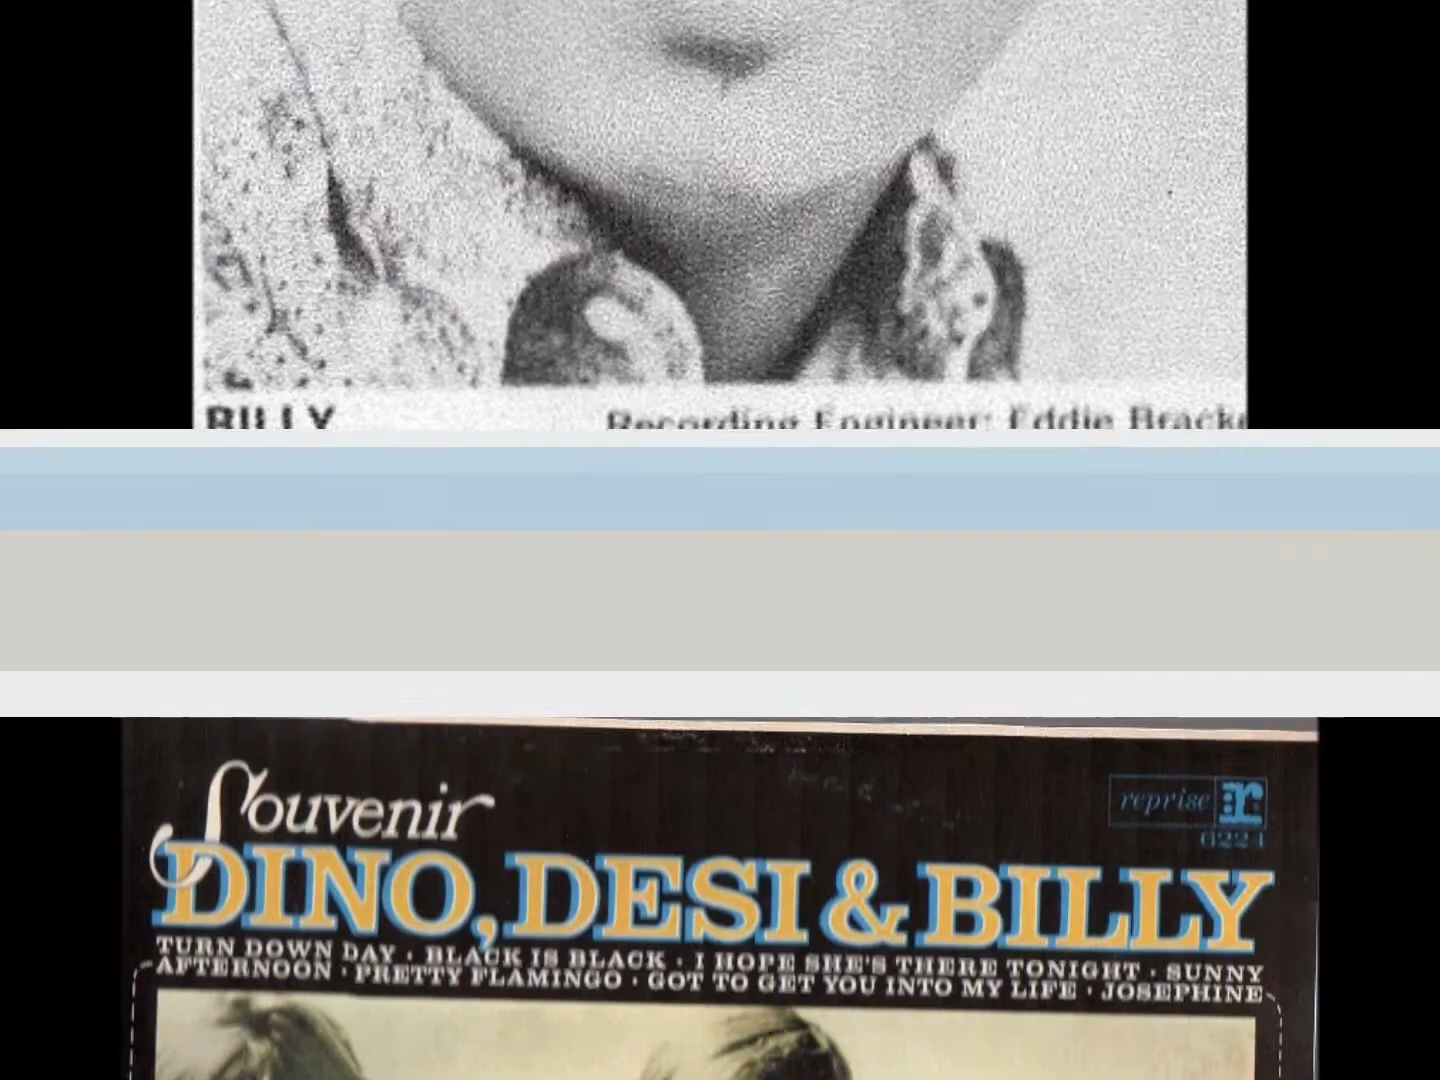 BILLY
Recording Engineer: Eddie Bracke
Souvenir
reprise r
6224
DINO, DESI & BILLY
TURN DOWN DAY · BLACK IS BLACK · I HOPE SHE'S THERE TONIGHT · SUNNY
AFTERNOON · PRETTY FLAMINGO · GOT TO GET YOU INTO MY LIFE · JOSEPHINE